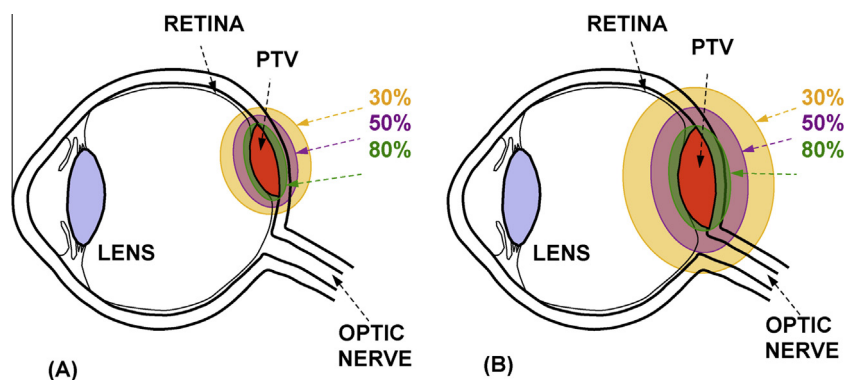 RETINA
PTV
30%
50%
80%
LENS
OPTIC
NERVE
(A)
RETINA
PTV
30%
50%
80%
LENS
OPTIC
NERVE
(B)